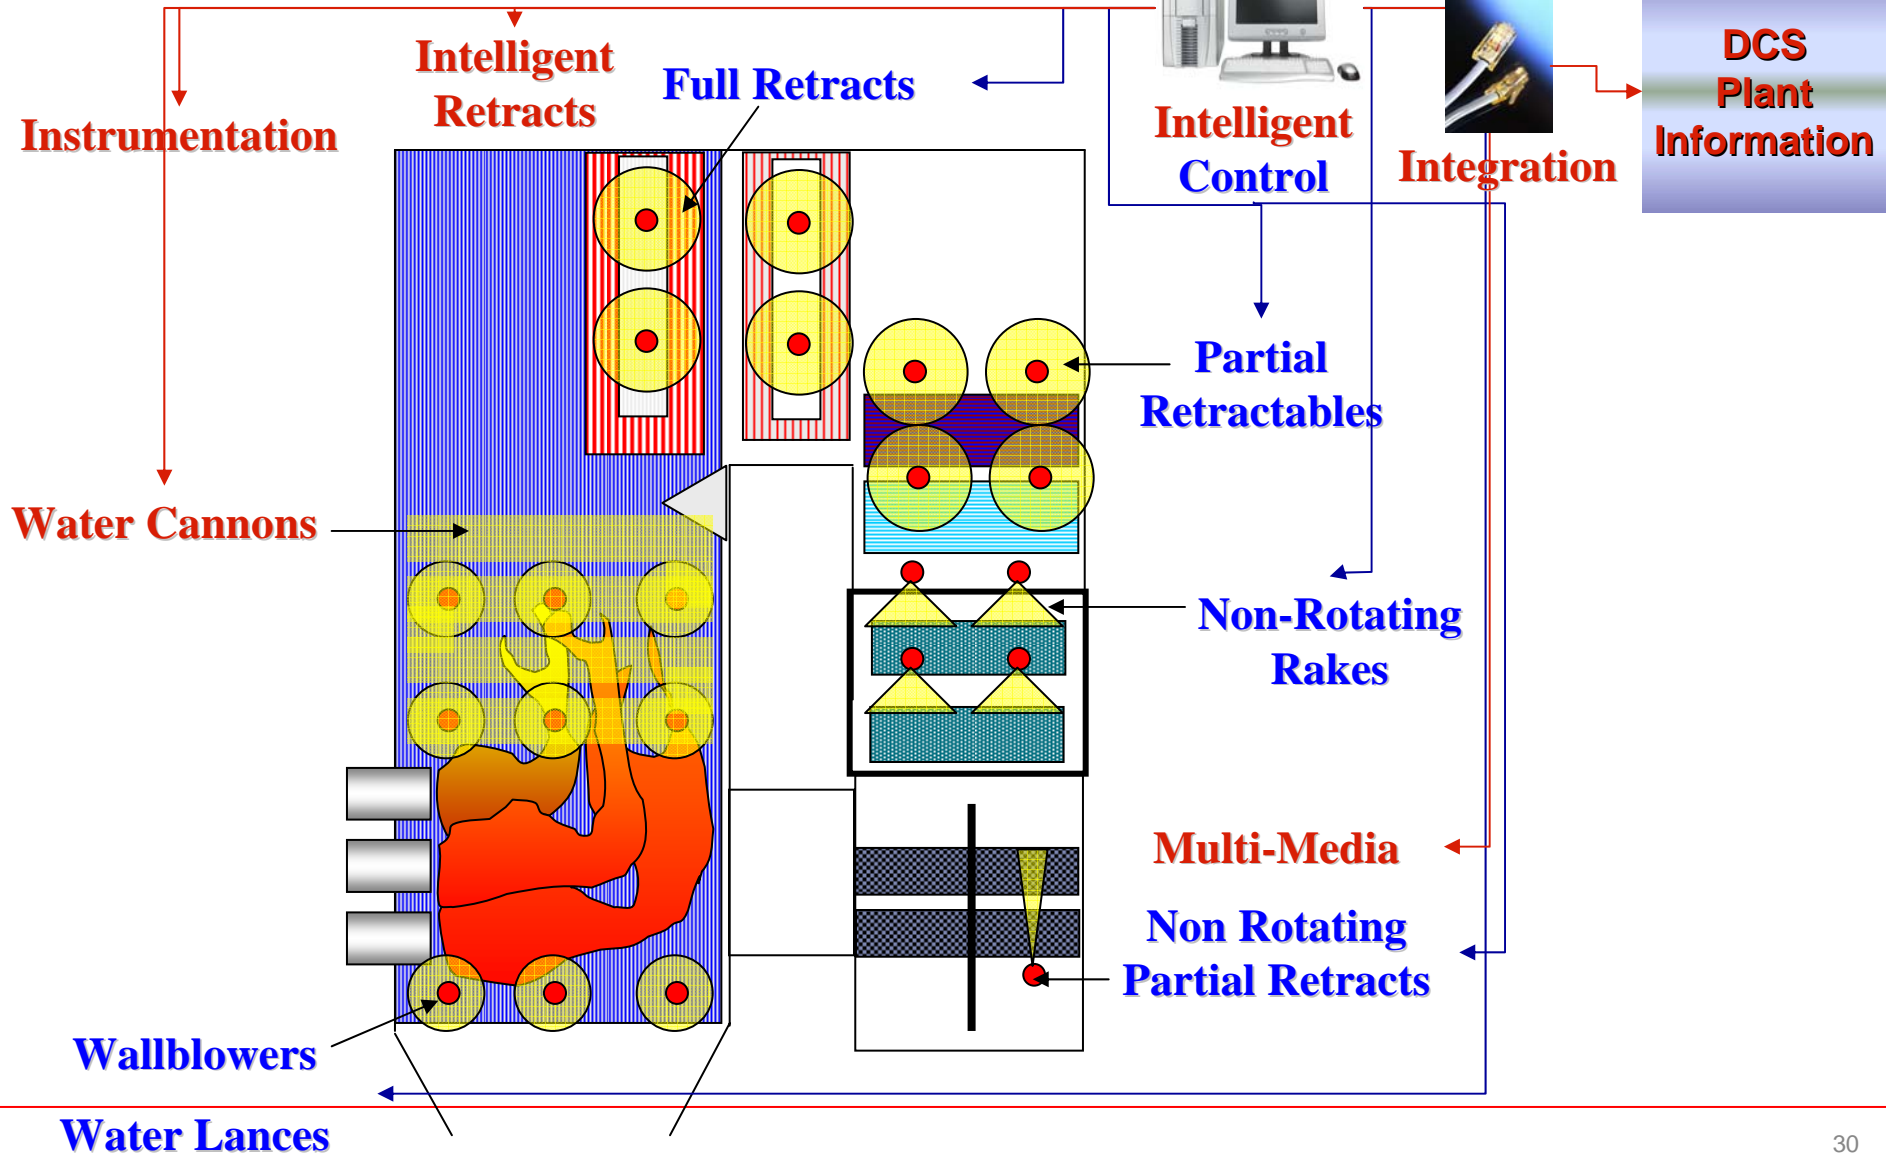 DCS
Plant
Information
Intelligent
Retracts
Full Retracts
Instrumentation
Intelligent
Control
Integration
Partial
Retractables
Water Cannons
Non-Rotating
Rakes
Multi-Media
Non Rotating
Partial Retracts
Wallblowers
Water Lances
30